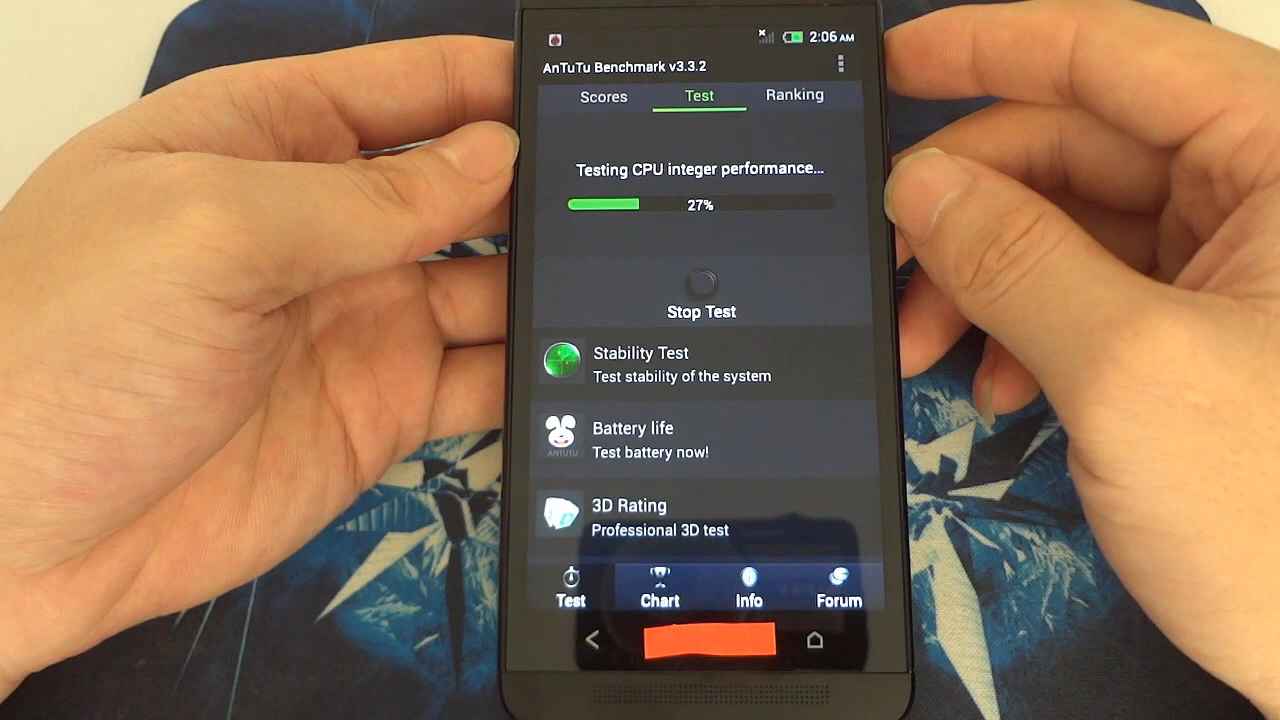 2:06 AM
AnTuTu Benchmark v3.3.2
Scores Test Ranking
Testing CPU integer performance...
27%
Stop Test
Stability Test
Test stability of the system
Battery life
Test battery now!
ANTUTU
3D Rating
Professional 3D test
Test Chart Info Forum